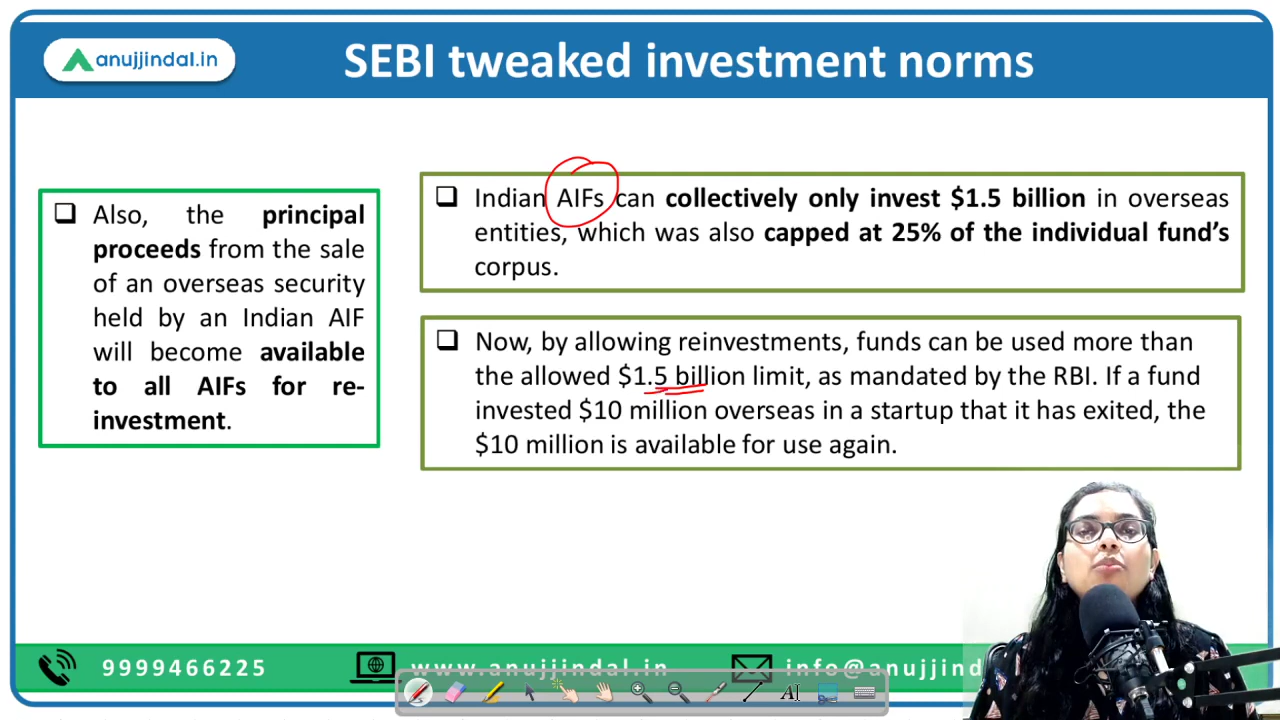 anujjindal.in
SEBI tweaked investment norms
❑ Also, the principal
proceeds from the sale
of an overseas security
held by an Indian AIF
will become available
to all AIFs for re-
investment.
❑ Indian AIFs can collectively only invest $1.5 billion in overseas
entities, which was also capped at 25% of the individual fund's
corpus.
❑ Now, by allowing reinvestments, funds can be used more than
the allowed $1.5 billion limit, as mandated by the RBI. If a fund
invested $10 million overseas in a startup that it has exited, the
$10 million is available for use again.
9999466225
www.anujjindal.in
info@anujjind